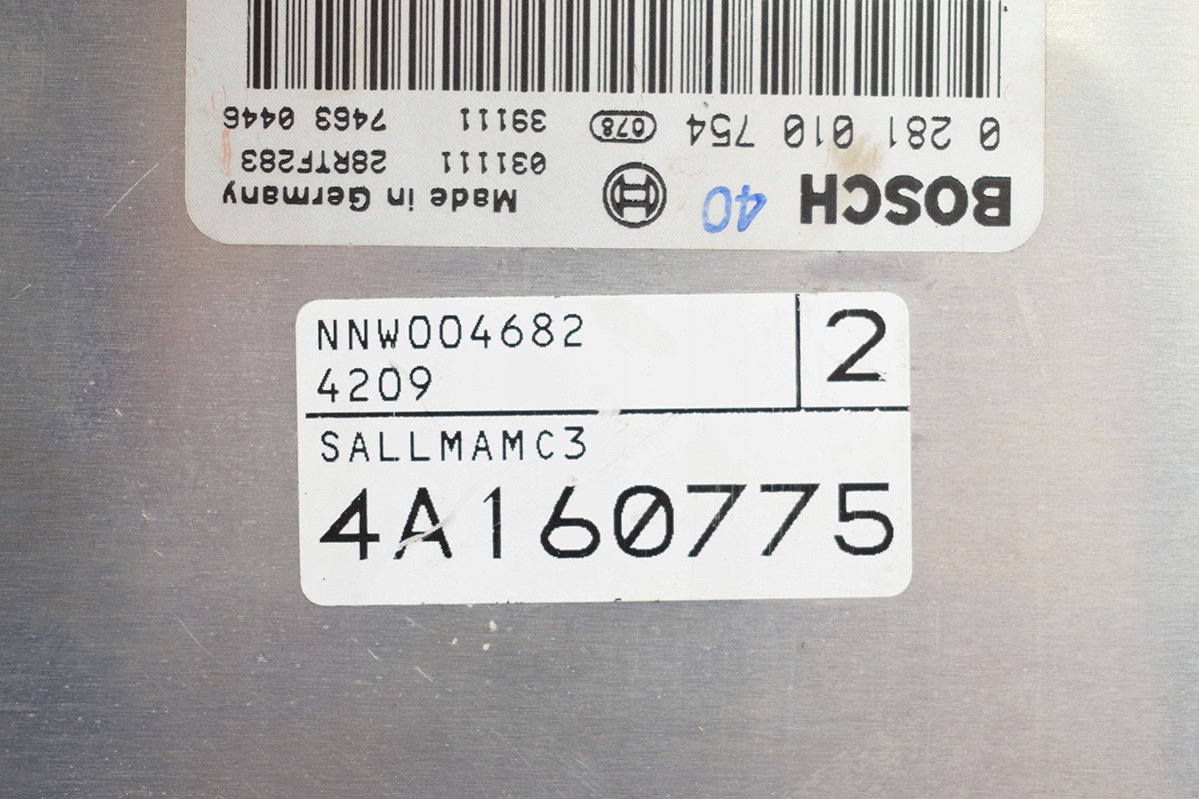 BOSCH 40 Made in Germany
031111 28RTF283
0 281 010 754 078 39111 7463 0446
NNW004682
4209
2
SALLMAMC3
4A160775